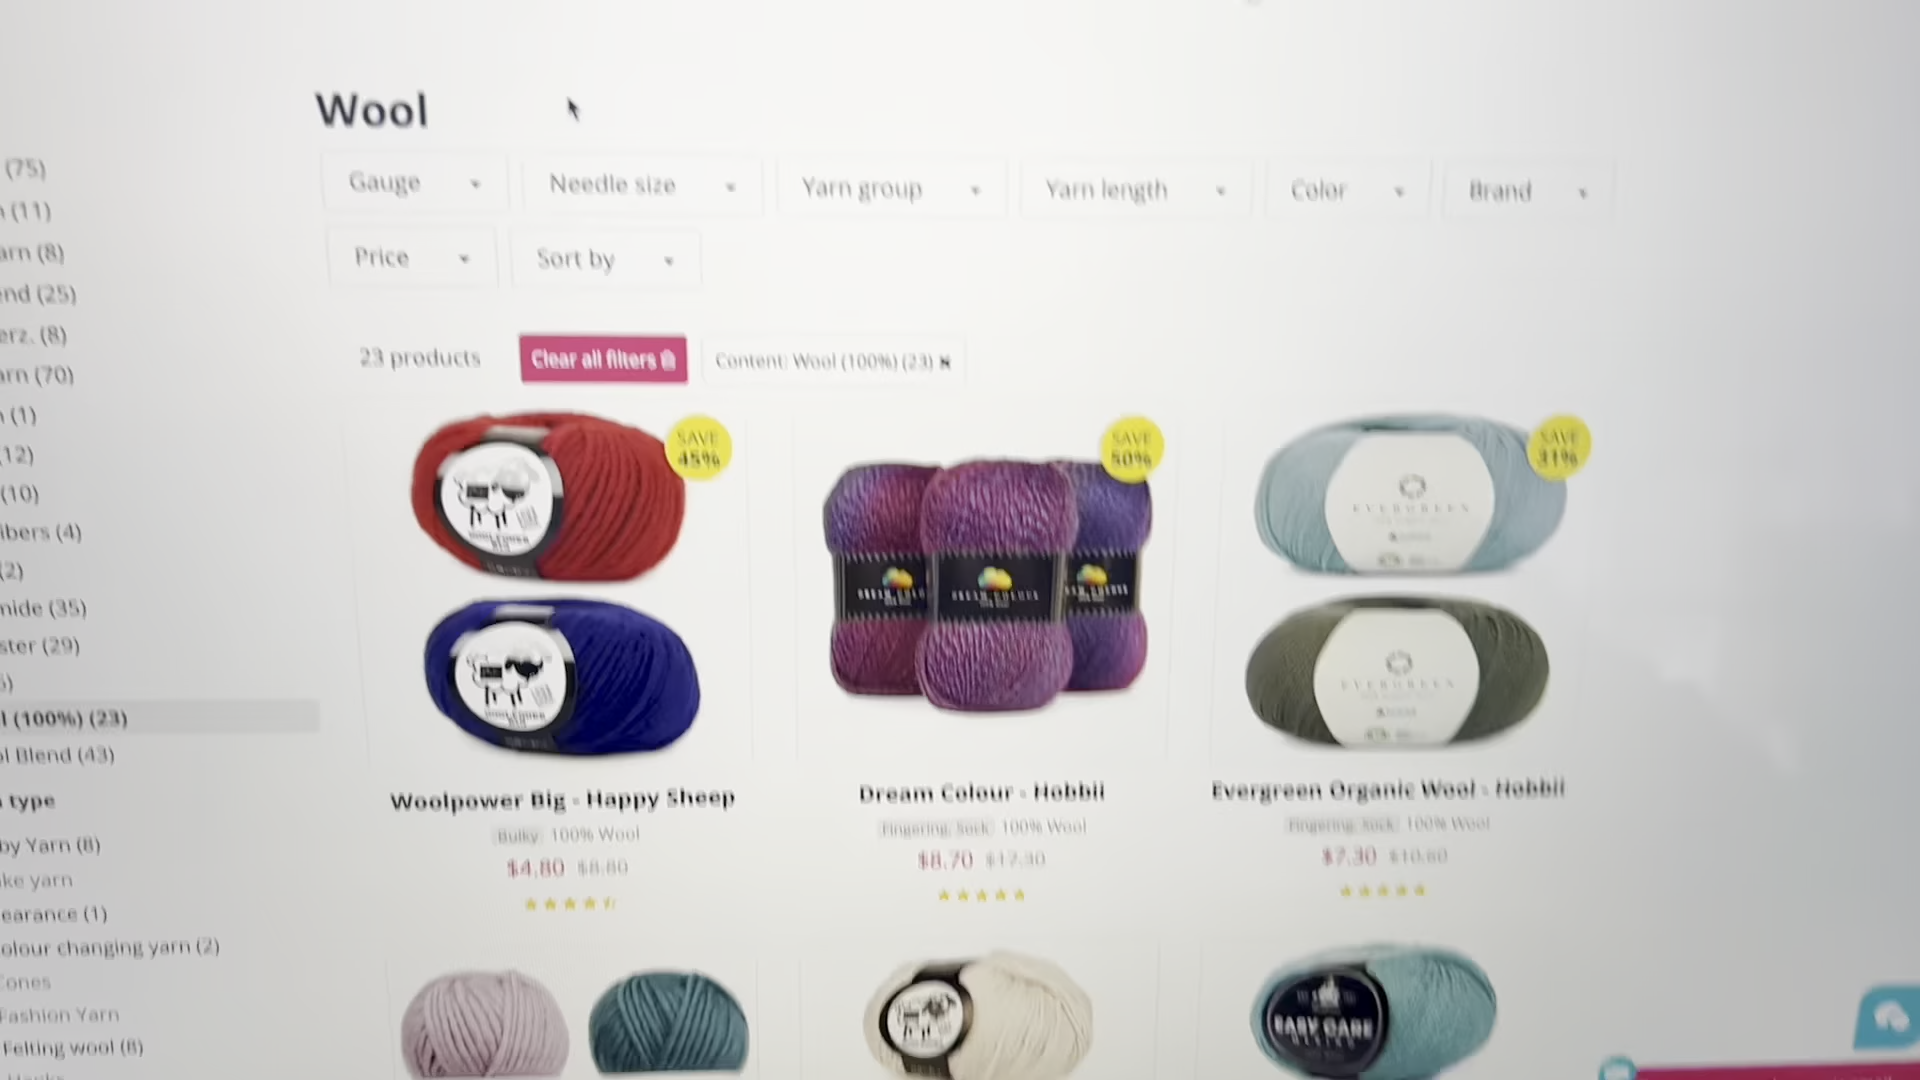 Wool
Gauge
Needle size
Yarn group
Yarn length
Color
Brand
Price
Sort by
23 products
Clear all filters
Content: Wool (100%) (23) ×
(75)
(11)
arn (8)
end (25)
erz. (8)
arn (70)
(1)
12)
(10)
ibers (4)
(2)
mide (35)
ster (29)
l (100%) (23)
ol Blend (43)
type
by Yarn (8)
ake yarn
earance (1)
olour changing yarn (2)
Cones
Fashion Yarn
Felting wool (8)
Hanks
SAVE
45%
Woolpower Big - Happy Sheep
Bulky 100% Wool
$4.80 $8.80
SAVE
50%
Dream Colour - Hobbii
Fingering, Sock 100% Wool
$8.70 $17.30
SAVE
31%
EVERGREEN
EVERGREEN
Evergreen Organic Wool - Hobbii
Fingering, Sock 100% Wool
$7.30 $10.60
EASY CARE